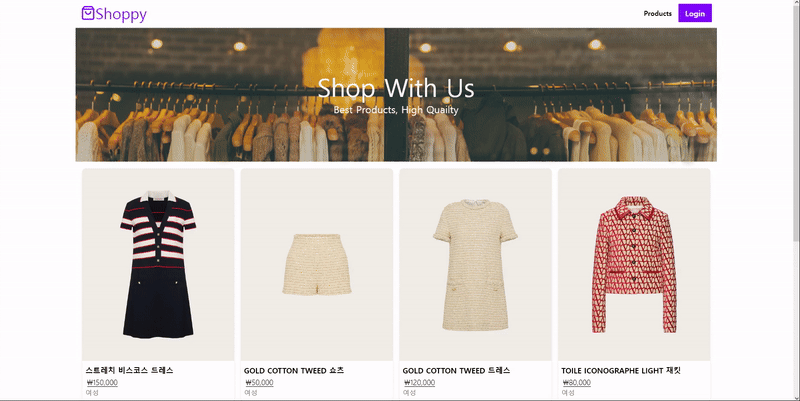 Shoppy
Products
Login
Shop With Us
Best Products, High Quailty
스트레치 비스코스 드레스
₩150,000
여성
GOLD COTTON TWEED 쇼츠
₩50,000
여성
GOLD COTTON TWEED 드레스
₩120,000
여성
TOILE ICONOGRAPHE LIGHT 재킷
₩80,000
여성